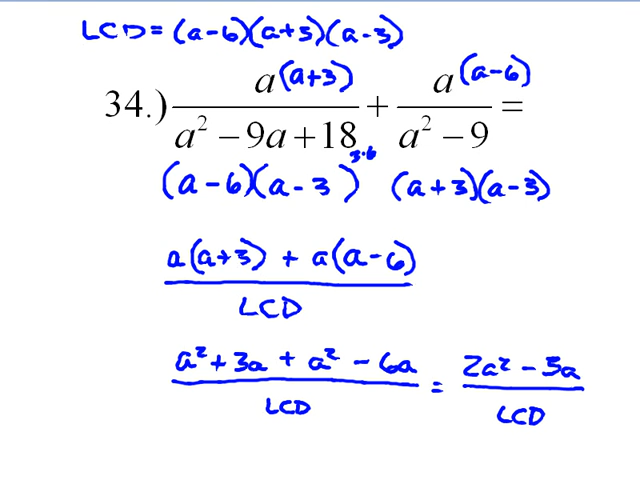 LCD = (a-6)(a+3)(a-3)
34.) a(a+3)/(a² − 9a + 18) + a(a-6)/(a² − 9) =
3·6
(a-6)(a-3) (a+3)(a-3)
a(a+3) + a(a-6)
LCD
a² + 3a + a² - 6a = 2a² - 3a
LCD LCD